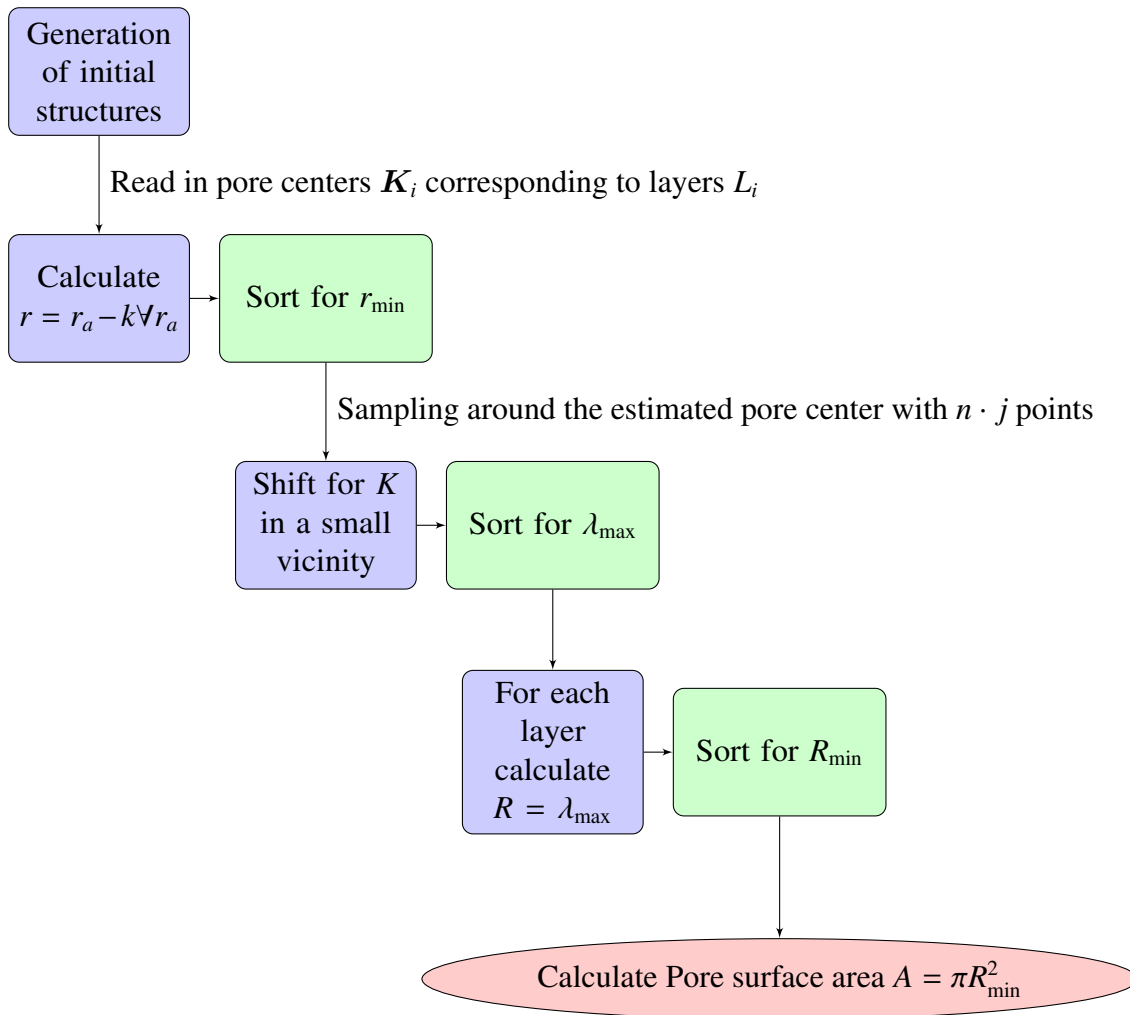 Generation
of initial
structures
Read in pore centers 𝑲ᵢ corresponding to layers Lᵢ
Calculate
r = rₐ − k∀rₐ
Sort for r_min
Sampling around the estimated pore center with n · j points
Shift for K
in a small
vicinity
Sort for λ_max
For each
layer
calculate
R = λ_max
Sort for R_min
Calculate Pore surface area A = πR²_min